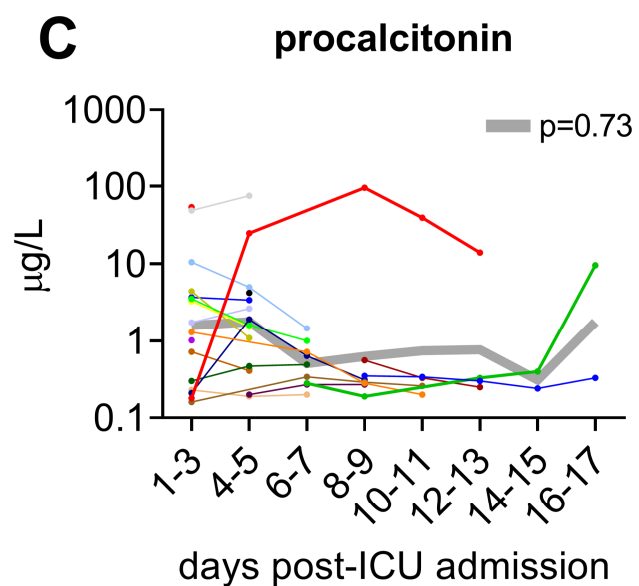 C
procalcitonin
p=0.73
µg/L
1000
100
10
1
0.1
1-3
4-5
6-7
8-9
10-11
12-13
14-15
16-17
days post-ICU admission